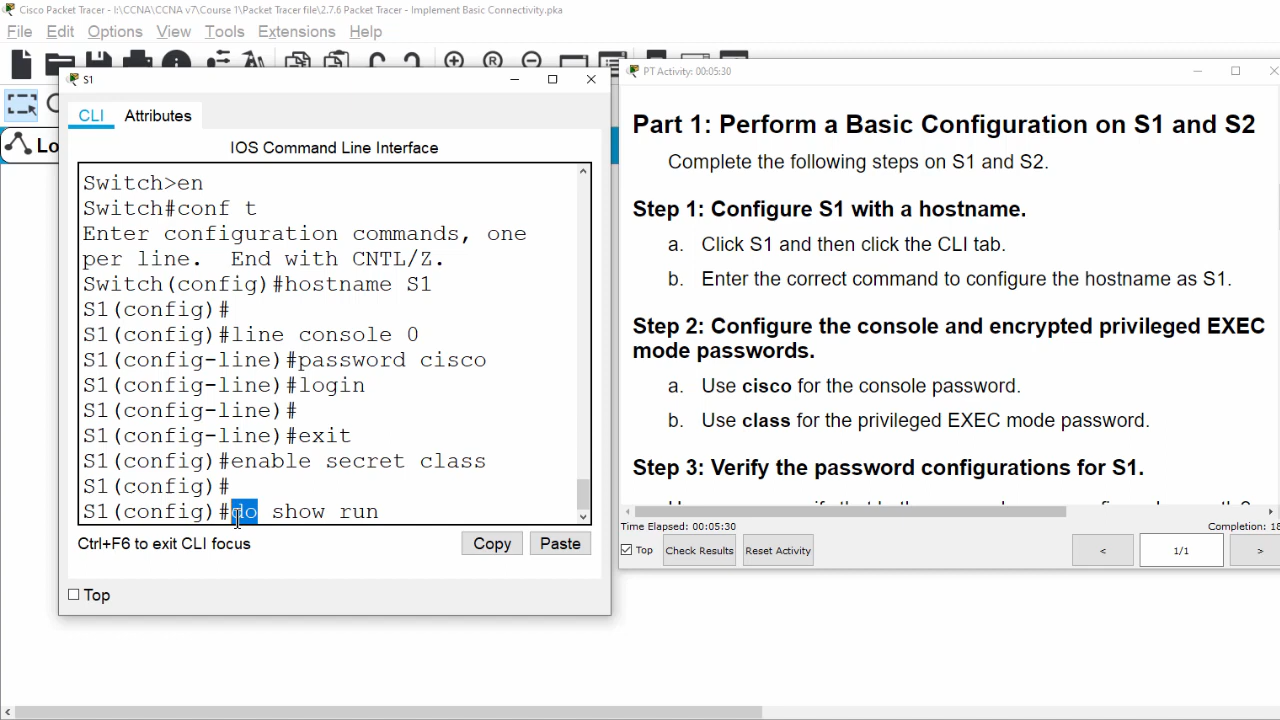 Cisco Packet Tracer - I:\CCNA\CCNA v7\Course 1\Packet Tracer file\2.7.6 Packet Tracer - Implement Basic Connectivity.pka
File Edit Options View Tools Extensions Help
S1
CLI Attributes
IOS Command Line Interface
Switch>en
Switch#conf t
Enter configuration commands, one
per line. End with CNTL/Z.
Switch(config)#hostname S1
S1(config)#
S1(config)#line console 0
S1(config-line)#password cisco
S1(config-line)#login
S1(config-line)#
S1(config-line)#exit
S1(config)#enable secret class
S1(config)#
S1(config)#do show run
Ctrl+F6 to exit CLI focus
Copy Paste
Top
Lo
PT Activity: 00:05:30
Part 1: Perform a Basic Configuration on S1 and S2
Complete the following steps on S1 and S2.
Step 1: Configure S1 with a hostname.
a. Click S1 and then click the CLI tab.
b. Enter the correct command to configure the hostname as S1.
Step 2: Configure the console and encrypted privileged EXEC
mode passwords.
a. Use cisco for the console password.
b. Use class for the privileged EXEC mode password.
Step 3: Verify the password configurations for S1.
Time Elapsed: 00:05:30 Completion: 18
Top Check Results Reset Activity < 1/1 >